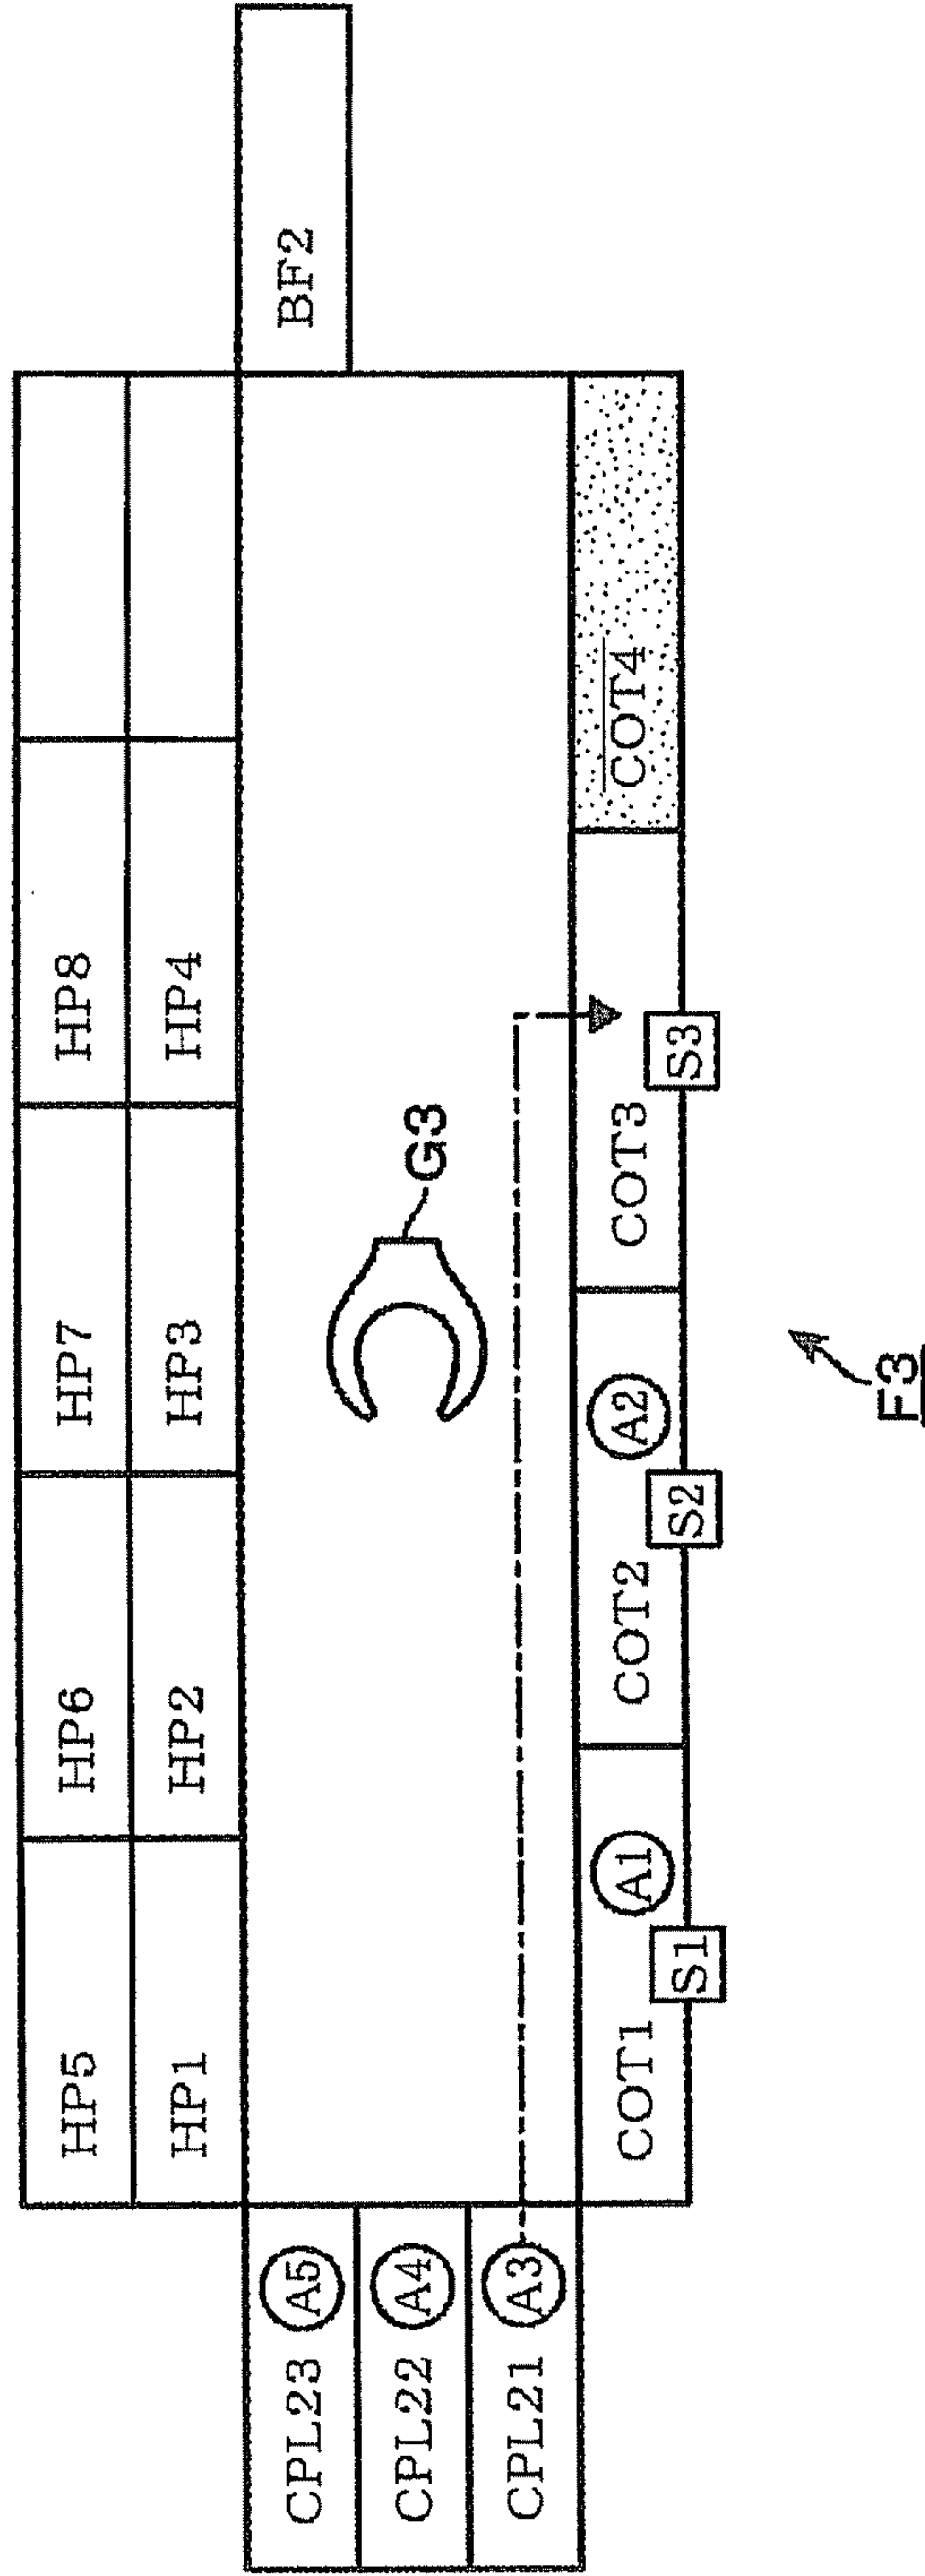 HP5 HP6 HP7 HP8
HP1 HP2 HP3 HP4
BF2
CPL23 A5
CPL22 A4
CPL21 A3
G3
COT1 A1 COT2 A2 COT3 COT4
S1 S2 S3
F3